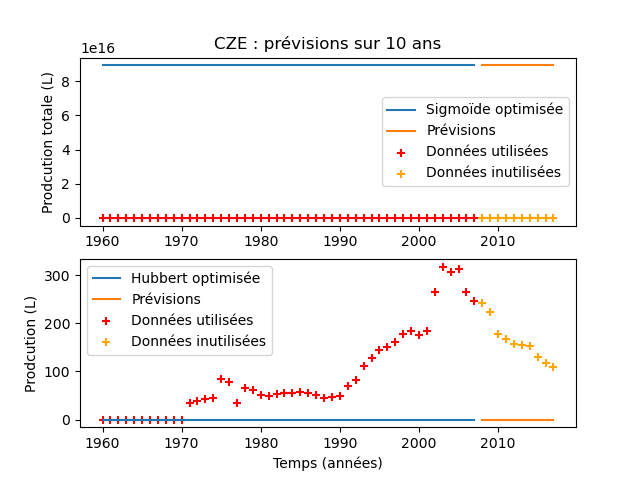 CZE : prévisions sur 10 ans
1e16
Prodcution totale (L)
8
6
4
2
0
Sigmoïde optimisée
Prévisions
Données utilisées
Données inutilisées
1960 1970 1980 1990 2000 2010
Prodcution (L)
300
200
100
0
Hubbert optimisée
Prévisions
Données utilisées
Données inutilisées
1960 1970 1980 1990 2000 2010
Temps (années)